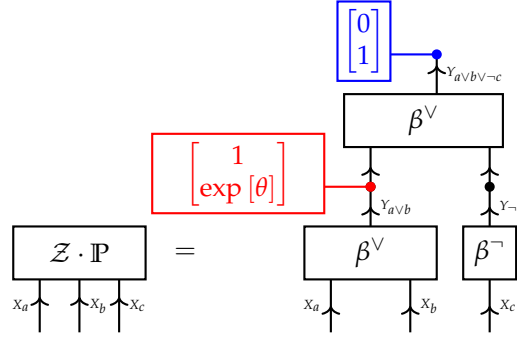 [0
1]
Y_{a∨b∨¬c}
β^∨
[1
exp [θ]]
Y_{a∨b}
Y_¬
Z · ℙ
=
β^∨
β^¬
X_a
X_b
X_c
X_a
X_b
X_c